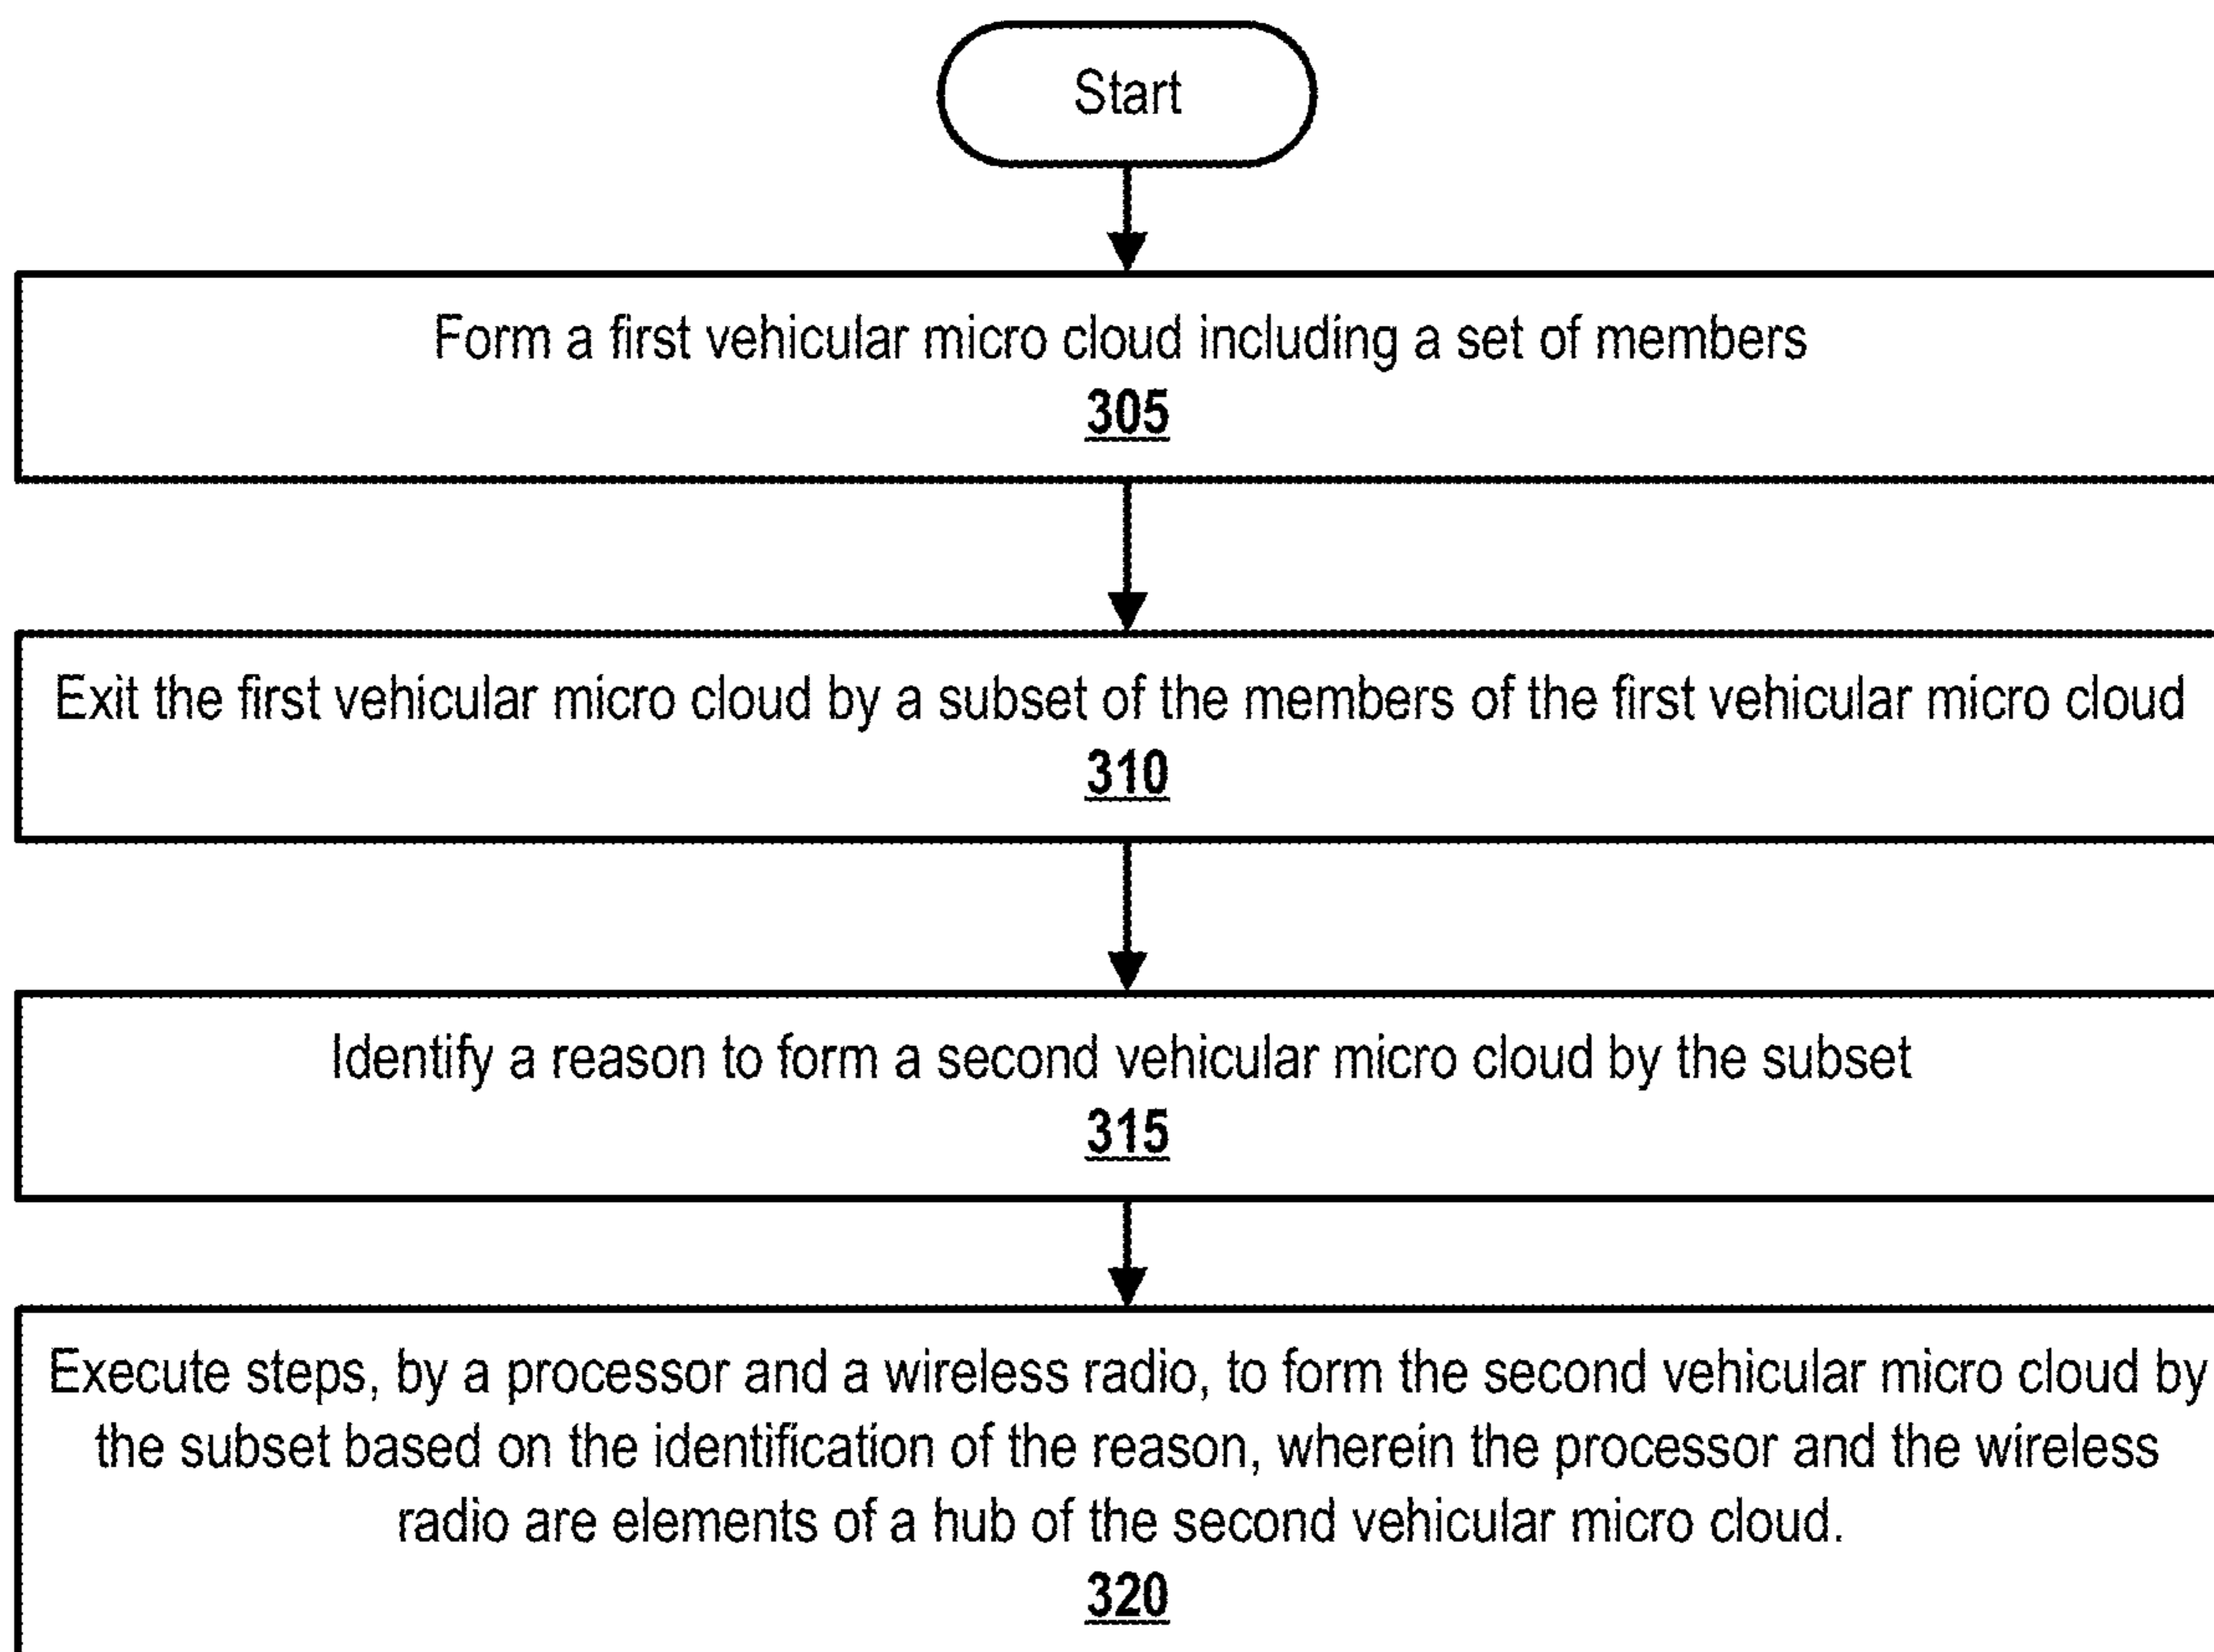 Start
Form a first vehicular micro cloud including a set of members
305
Exit the first vehicular micro cloud by a subset of the members of the first vehicular micro cloud
310
Identify a reason to form a second vehicular micro cloud by the subset
315
Execute steps, by a processor and a wireless radio, to form the second vehicular micro cloud by
the subset based on the identification of the reason, wherein the processor and the wireless
radio are elements of a hub of the second vehicular micro cloud.
320